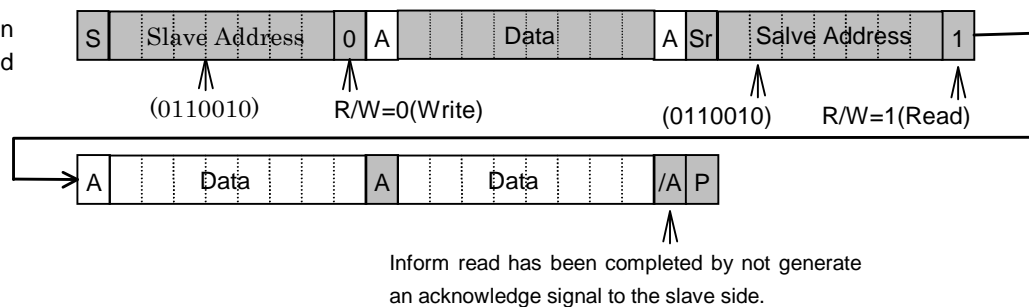 n
d
S Slave Address 0 A Data A Sr Salve Address 1
(0110010) R/W=0(Write) (0110010) R/W=1(Read)
A Data A Data /A P
Inform read has been completed by not generate
an acknowledge signal to the slave side.